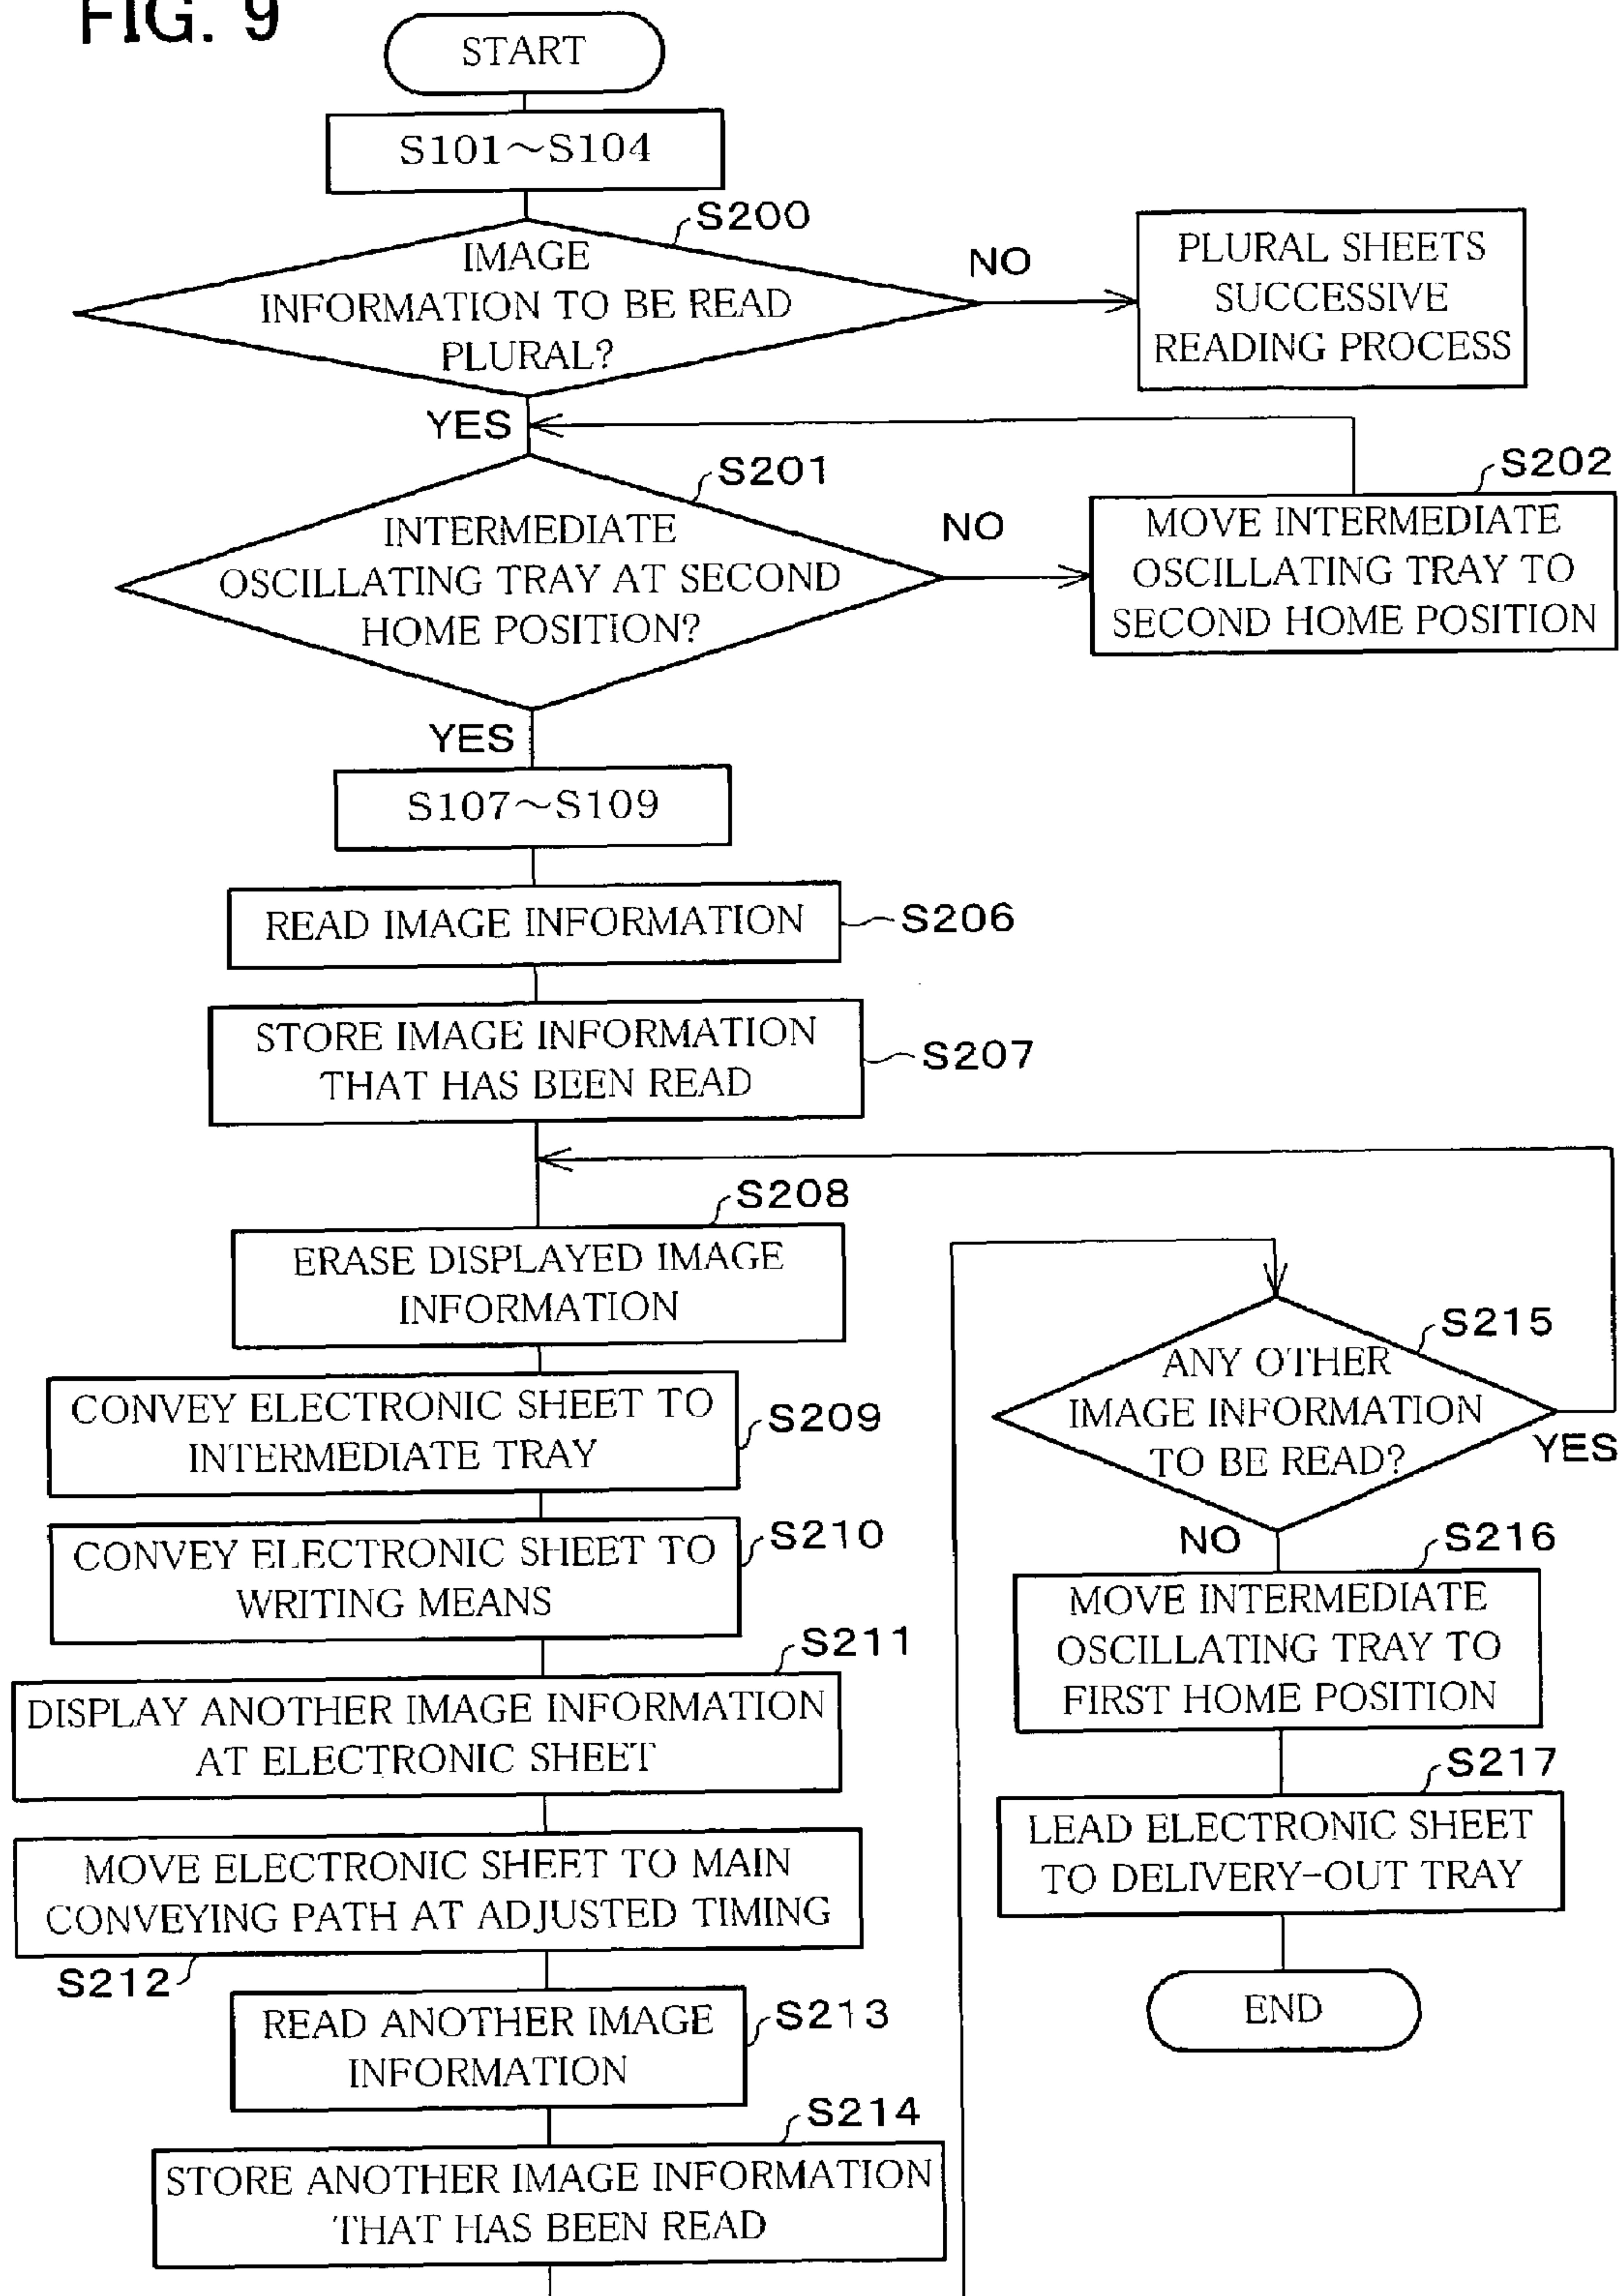 FIG. 9
START
S101~S104
S200
IMAGE
INFORMATION TO BE READ
PLURAL?
NO
PLURAL SHEETS
SUCCESSIVE
READING PROCESS
YES
S201
INTERMEDIATE
OSCILLATING TRAY AT SECOND
HOME POSITION?
NO
S202
MOVE INTERMEDIATE
OSCILLATING TRAY TO
SECOND HOME POSITION
YES
S107~S109
READ IMAGE INFORMATION
S206
STORE IMAGE INFORMATION
THAT HAS BEEN READ
S207
S208
ERASE DISPLAYED IMAGE
INFORMATION
CONVEY ELECTRONIC SHEET TO
INTERMEDIATE TRAY
S209
CONVEY ELECTRONIC SHEET TO
WRITING MEANS
S210
S211
DISPLAY ANOTHER IMAGE INFORMATION
AT ELECTRONIC SHEET
MOVE ELECTRONIC SHEET TO MAIN
CONVEYING PATH AT ADJUSTED TIMING
S212
READ ANOTHER IMAGE
INFORMATION
S213
S214
STORE ANOTHER IMAGE INFORMATION
THAT HAS BEEN READ
S215
ANY OTHER
IMAGE INFORMATION
TO BE READ?
YES
NO
S216
MOVE INTERMEDIATE
OSCILLATING TRAY TO
FIRST HOME POSITION
S217
LEAD ELECTRONIC SHEET
TO DELIVERY-OUT TRAY
END